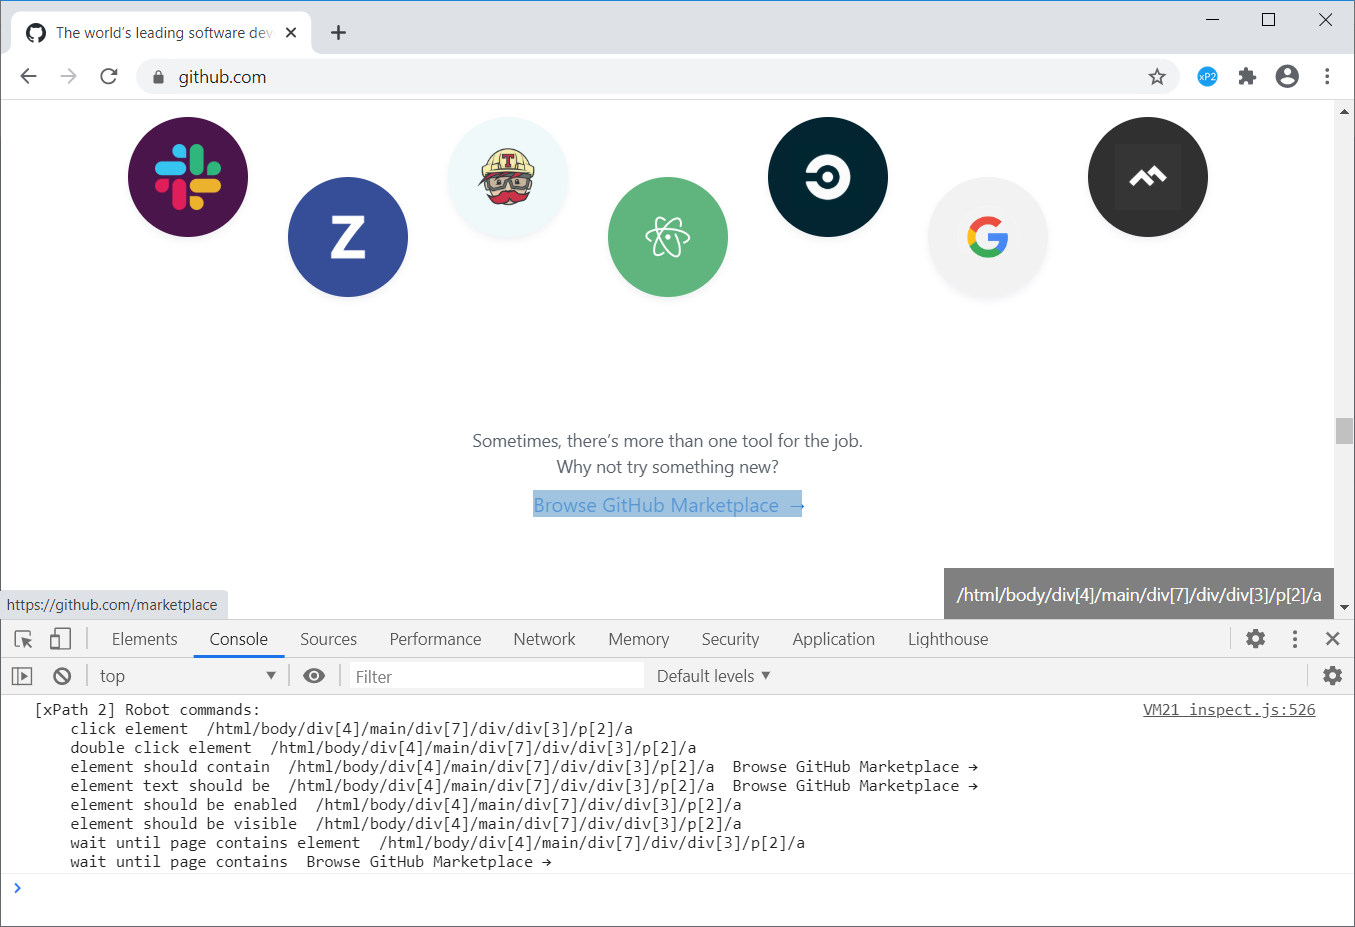 The world's leading software dev
github.com
xP2
Z
T
G
Sometimes, there's more than one tool for the job.
Why not try something new?
Browse GitHub Marketplace →
/html/body/div[4]/main/div[7]/div/div[3]/p[2]/a
https://github.com/marketplace
Elements Console Sources Performance Network Memory Security Application Lighthouse
top Filter Default levels ▼
[xPath 2] Robot commands: VM21 inspect.js:526
click element  /html/body/div[4]/main/div[7]/div/div[3]/p[2]/a
double click element  /html/body/div[4]/main/div[7]/div/div[3]/p[2]/a
element should contain  /html/body/div[4]/main/div[7]/div/div[3]/p[2]/a  Browse GitHub Marketplace →
element text should be  /html/body/div[4]/main/div[7]/div/div[3]/p[2]/a  Browse GitHub Marketplace →
element should be enabled  /html/body/div[4]/main/div[7]/div/div[3]/p[2]/a
element should be visible  /html/body/div[4]/main/div[7]/div/div[3]/p[2]/a
wait until page contains element  /html/body/div[4]/main/div[7]/div/div[3]/p[2]/a
wait until page contains  Browse GitHub Marketplace →